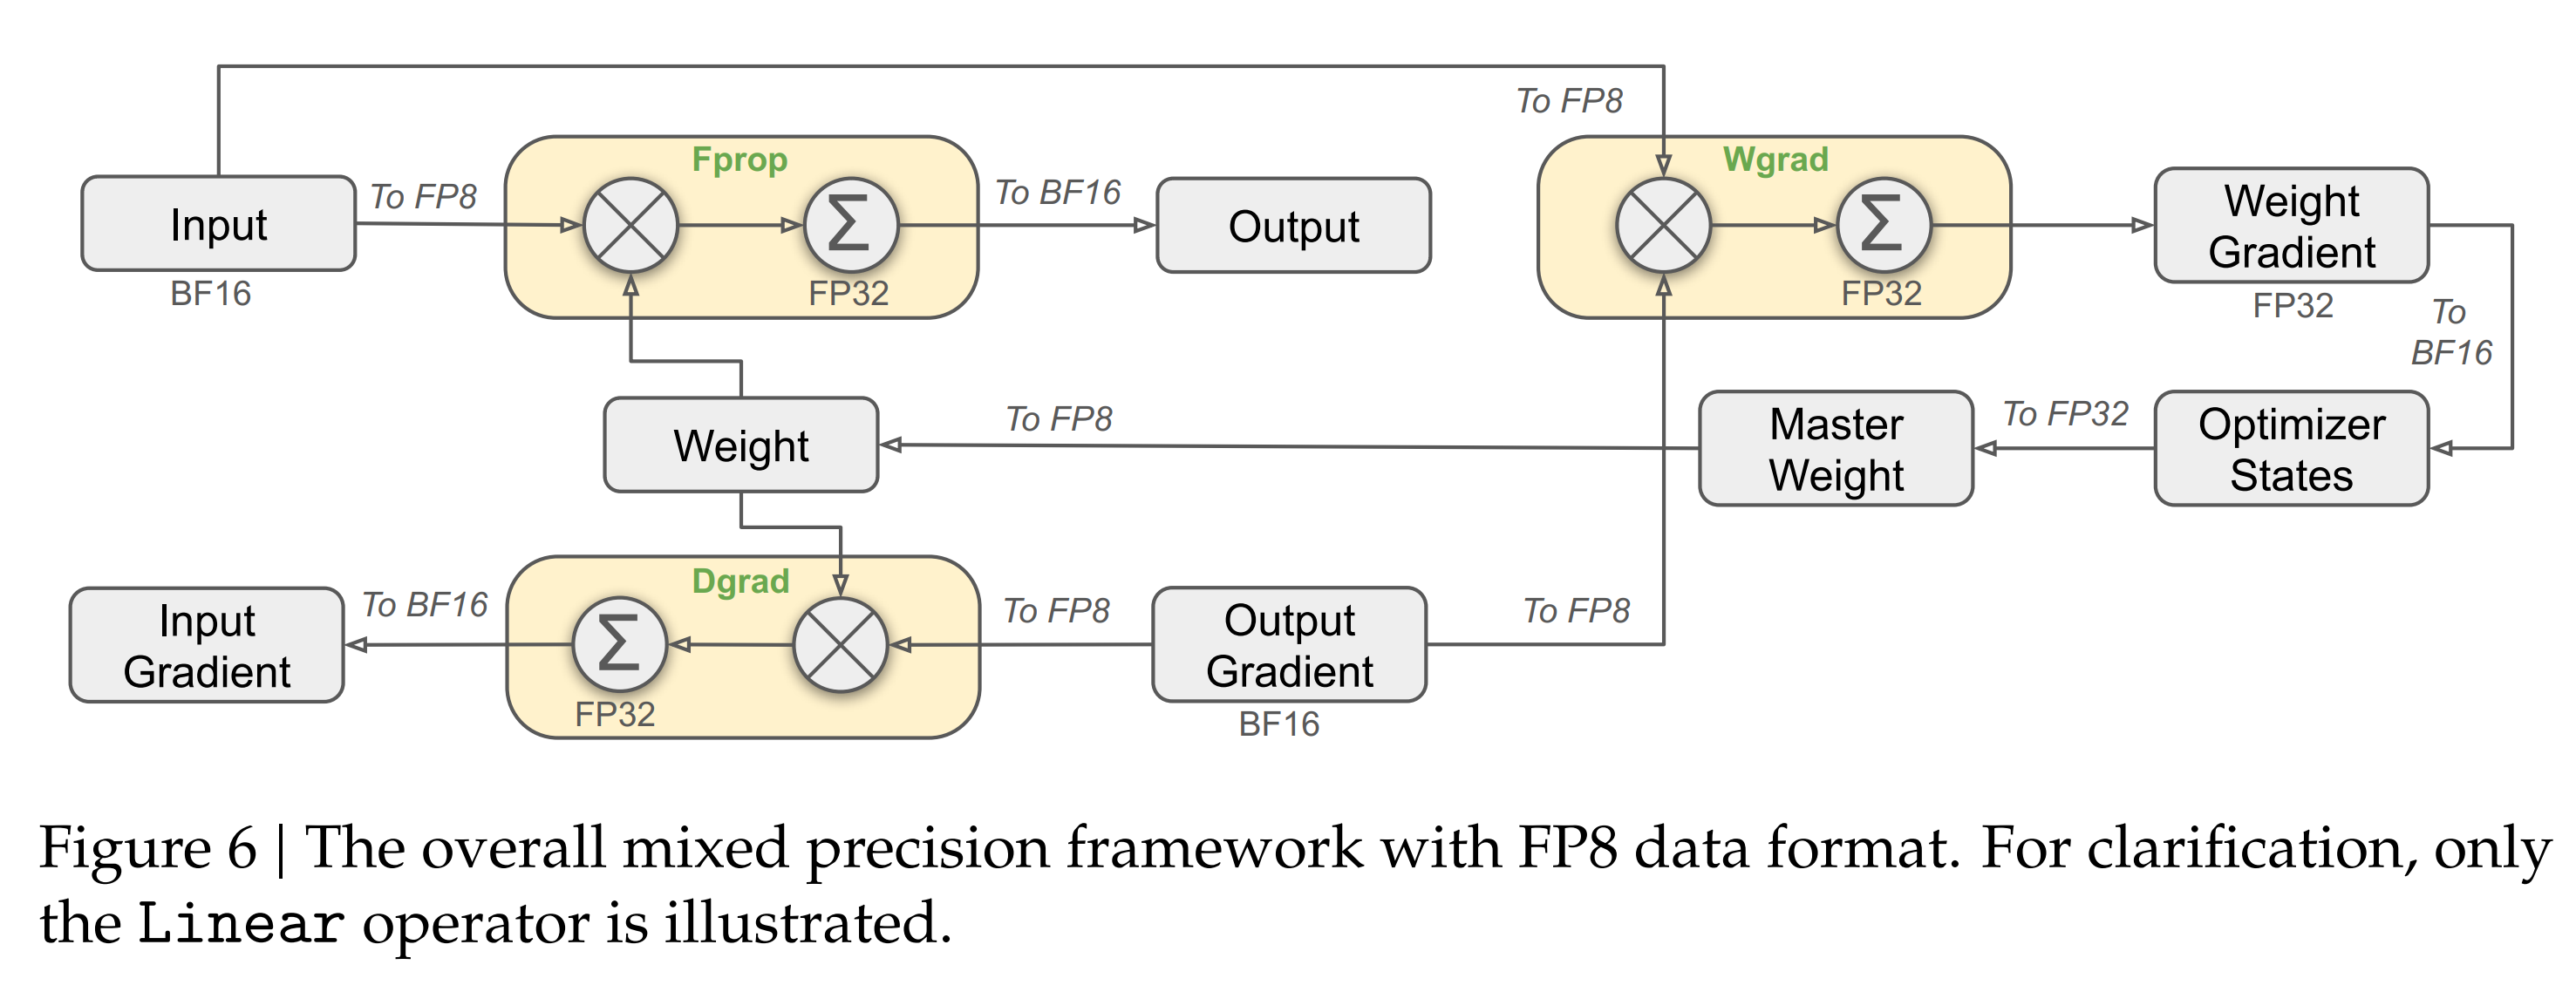 To FP8
Fprop
Wgrad
Input
BF16
To FP8
Σ
FP32
To BF16
Output
Σ
FP32
Weight
Gradient
FP32
To
BF16
Weight
To FP8
Master
Weight
To FP32
Optimizer
States
Input
Gradient
To BF16
Dgrad
Σ
FP32
To FP8
Output
Gradient
BF16
To FP8
Figure 6 | The overall mixed precision framework with FP8 data format. For clarification, only
the Linear operator is illustrated.